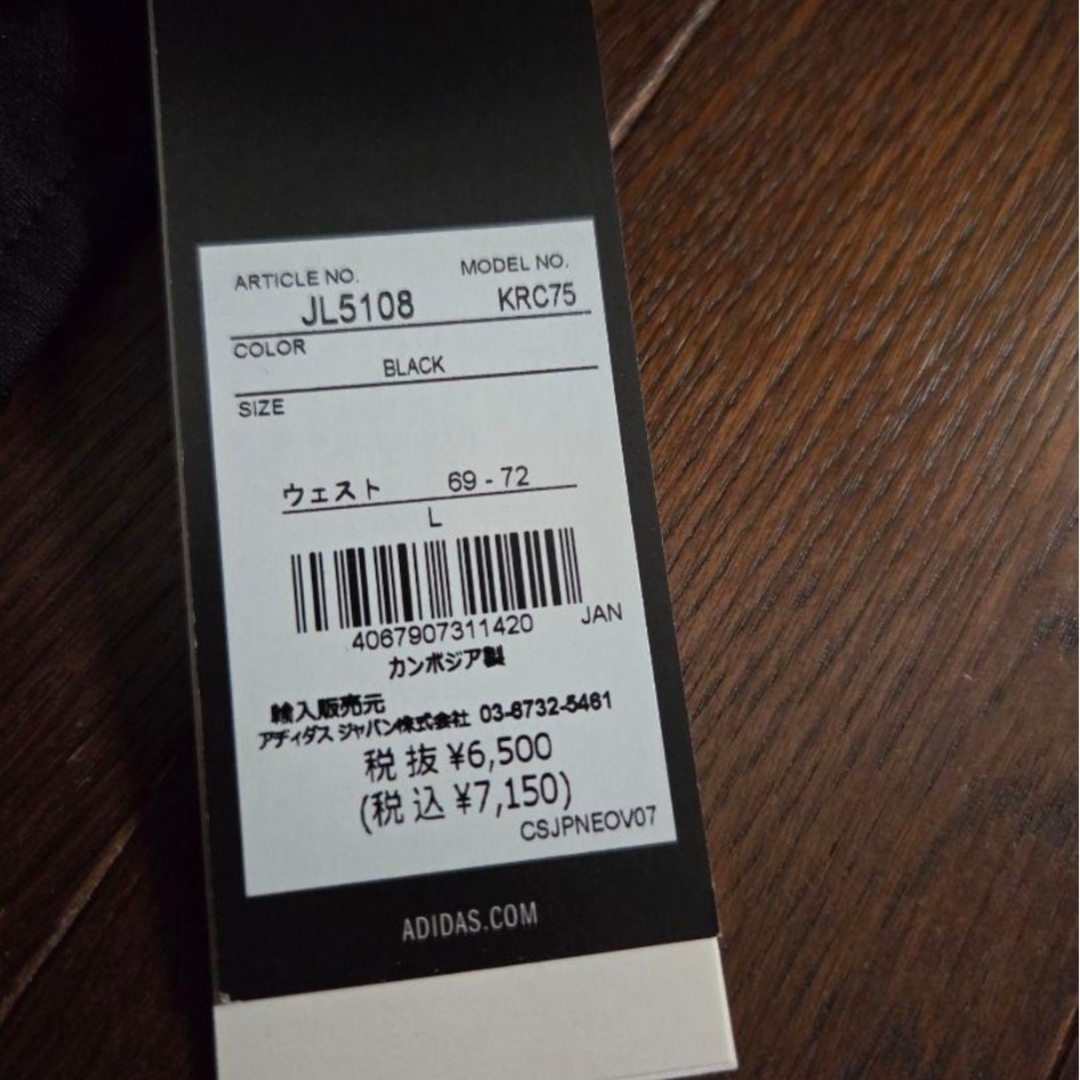 ARTICLE NO. MODEL NO.
JL5108 KRC75
COLOR
BLACK
SIZE
ウェスト 69 - 72
L
4067907311420 JAN
カンボジア製
輸入販売元
アディダス ジャパン株式会社 03-6732-5461
税 抜 ¥6,500
(税 込 ¥7,150)
CSJPNEOV07
ADIDAS.COM